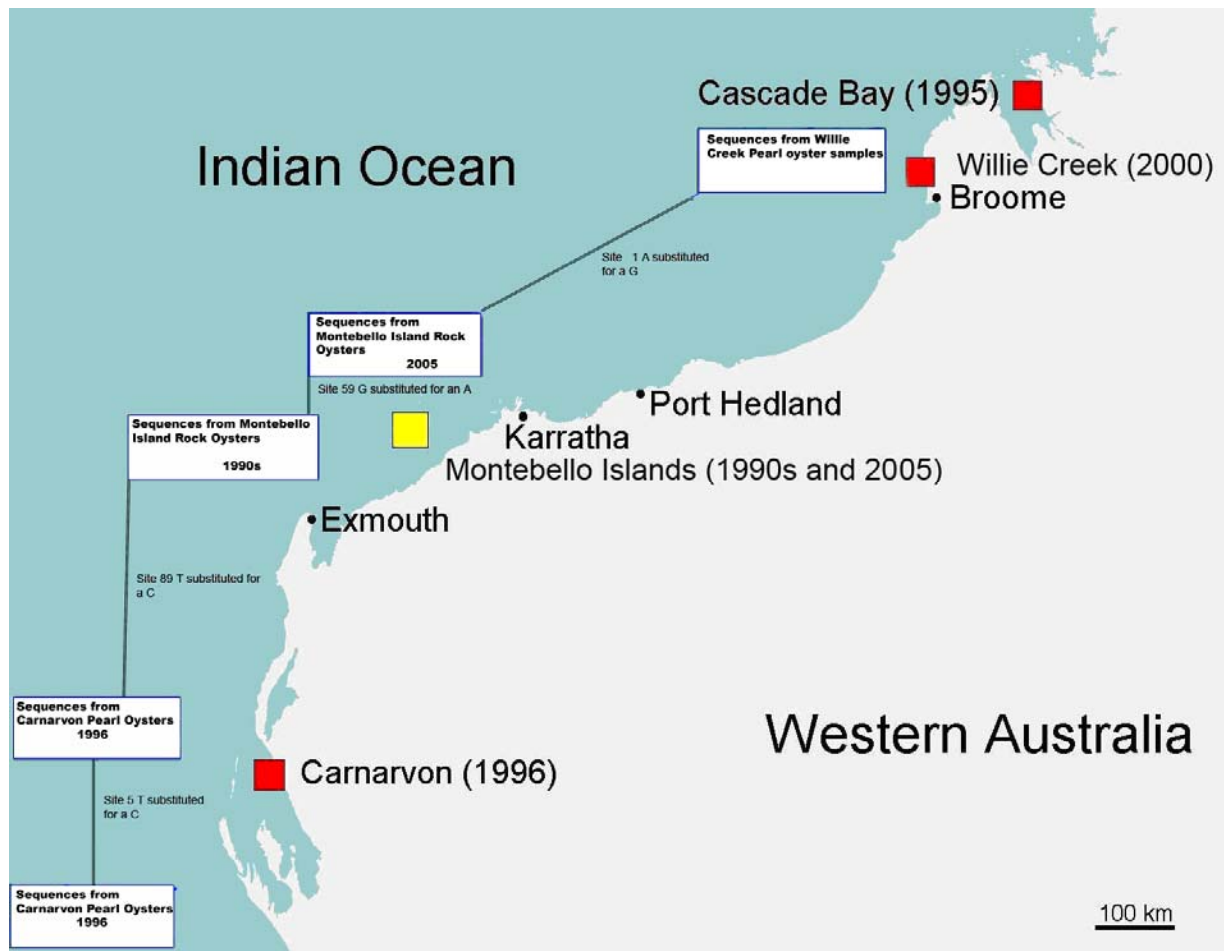 Cascade Bay (1995)
Sequences from Willie
Creek Pearl oyster samples
Indian Ocean
Willie Creek (2000)
Broome
Site 1 A substituted
for a G
Sequences from
Montebello Island Rock
Oysters
2005
Site 59 G substituted for an A
Port Hedland
Sequences from Montebello
Island Rock Oysters
1990s
Karratha
Montebello Islands (1990s and 2005)
Exmouth
Site 89 T substituted for
a C
Sequences from
Carnarvon Pearl Oysters
1996
Western Australia
Carnarvon (1996)
Site 5 T substituted
for a C
Sequences from
Carnarvon Pearl Oysters
1996
100 km